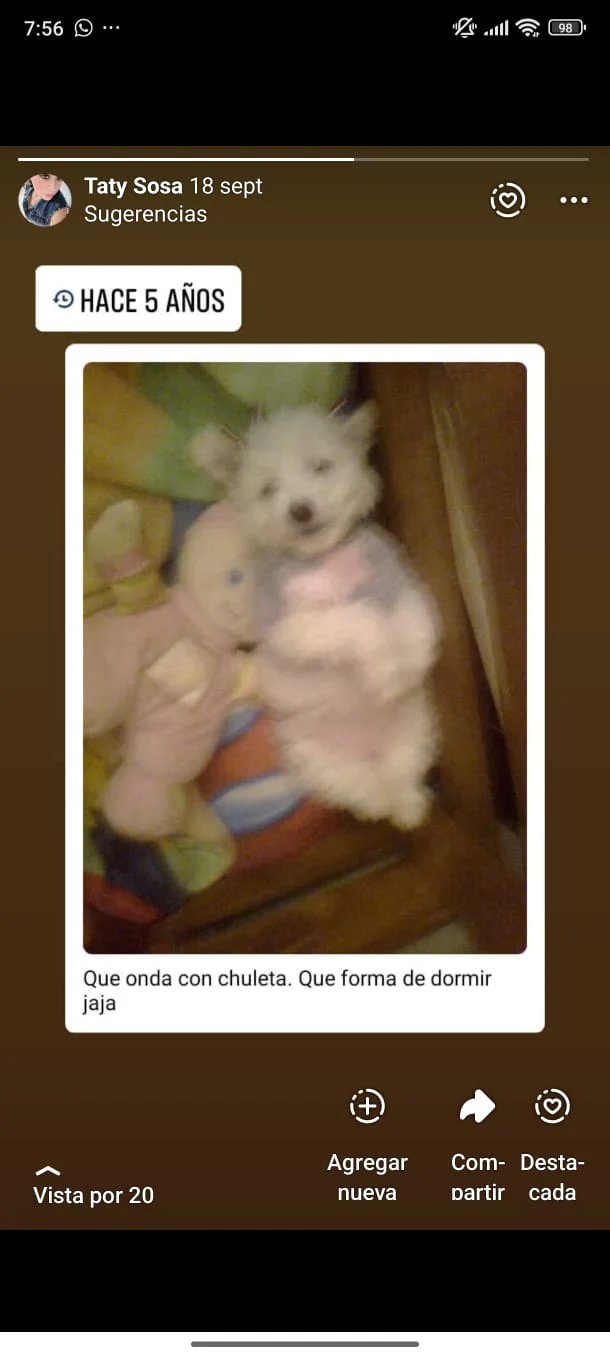 7:56
98
Taty Sosa 18 sept
Sugerencias
HACE 5 AÑOS
Que onda con chuleta. Que forma de dormir
jaja
Agregar
nueva
Com-
partir
Desta-
cada
Vista por 20